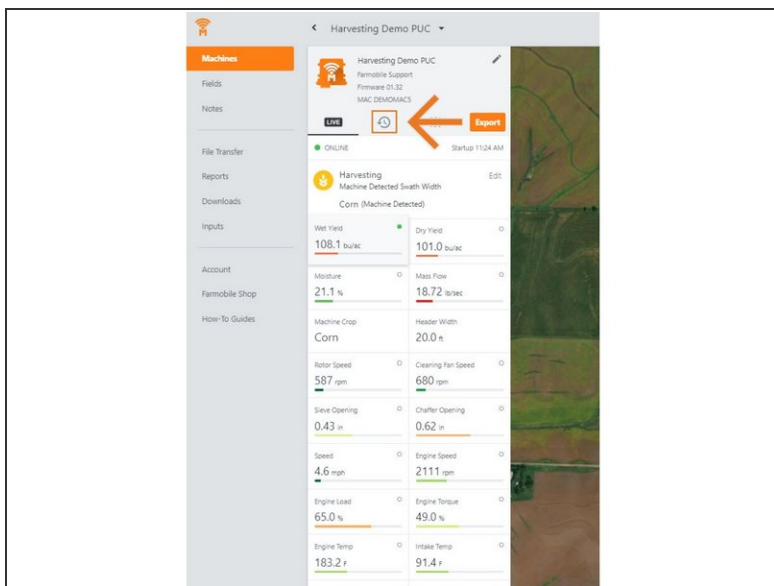 Harvesting Demo PUC
Machines
Fields
Notes
File Transfer
Reports
Downloads
Inputs
Account
Farmobile Shop
How-To Guides
Harvesting Demo PUC
Farmobile Support
Firmware 01.32
MAC DEMOMAC5
LIVE
Export
ONLINE Startup 11:24 AM
Harvesting Edit
Machine Detected Swath Width
Corn (Machine Detected)
Wet Yield Dry Yield
108.1 bu/ac 101.0 bu/ac
Moisture Mass Flow
21.1 % 18.72 lb/sec
Machine Crop Header Width
Corn 20.0 ft
Rotor Speed Cleaning Fan Speed
587 rpm 680 rpm
Sieve Opening Chaffer Opening
0.43 in 0.62 in
Speed Engine Speed
4.6 mph 2111 rpm
Engine Load Engine Torque
65.0 % 49.0 %
Engine Temp Intake Temp
183.2 F 91.4 F